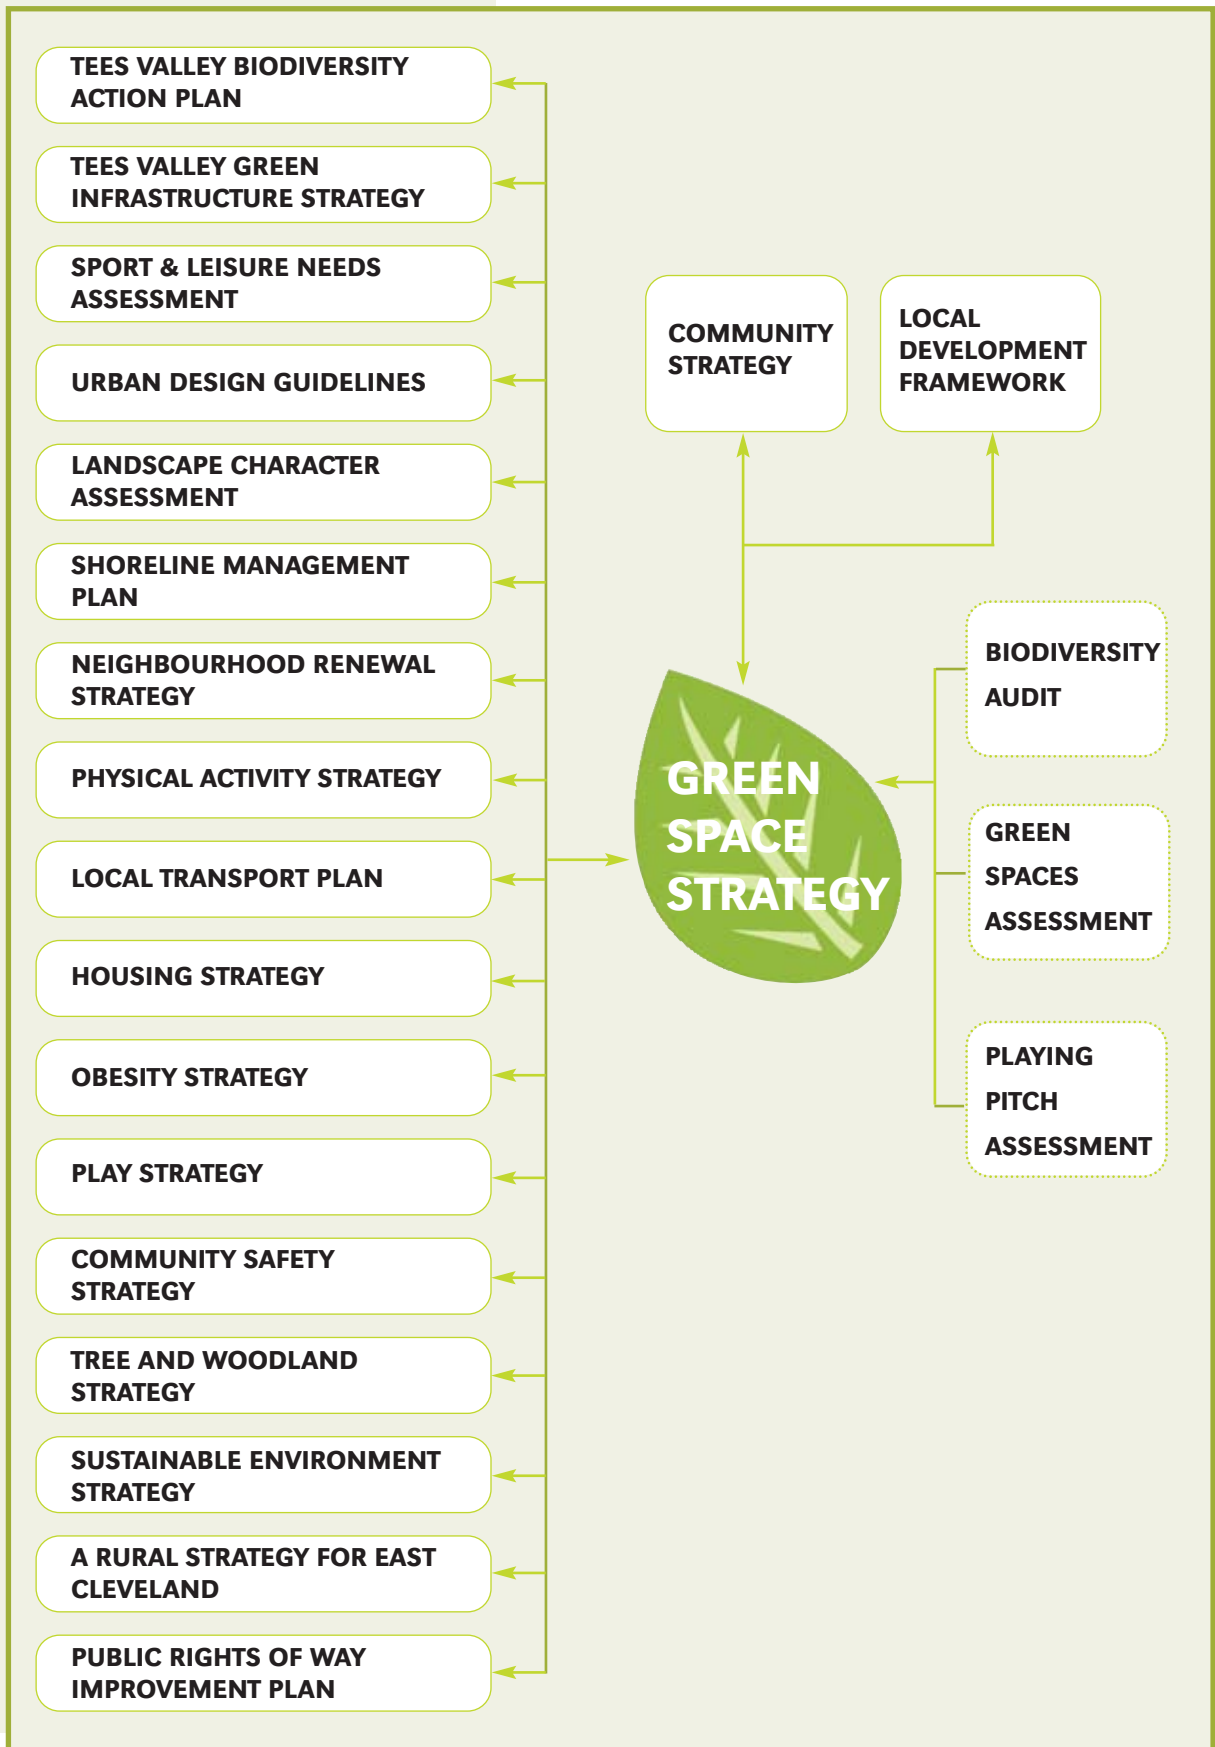 TEES VALLEY BIODIVERSITY
ACTION PLAN
TEES VALLEY GREEN
INFRASTRUCTURE STRATEGY
SPORT & LEISURE NEEDS
ASSESSMENT
URBAN DESIGN GUIDELINES
LANDSCAPE CHARACTER
ASSESSMENT
SHORELINE MANAGEMENT
PLAN
NEIGHBOURHOOD RENEWAL
STRATEGY
PHYSICAL ACTIVITY STRATEGY
LOCAL TRANSPORT PLAN
HOUSING STRATEGY
OBESITY STRATEGY
PLAY STRATEGY
COMMUNITY SAFETY
STRATEGY
TREE AND WOODLAND
STRATEGY
SUSTAINABLE ENVIRONMENT
STRATEGY
A RURAL STRATEGY FOR EAST
CLEVELAND
PUBLIC RIGHTS OF WAY
IMPROVEMENT PLAN
COMMUNITY
STRATEGY
LOCAL
DEVELOPMENT
FRAMEWORK
GREEN
SPACE
STRATEGY
BIODIVERSITY
AUDIT
GREEN
SPACES
ASSESSMENT
PLAYING
PITCH
ASSESSMENT